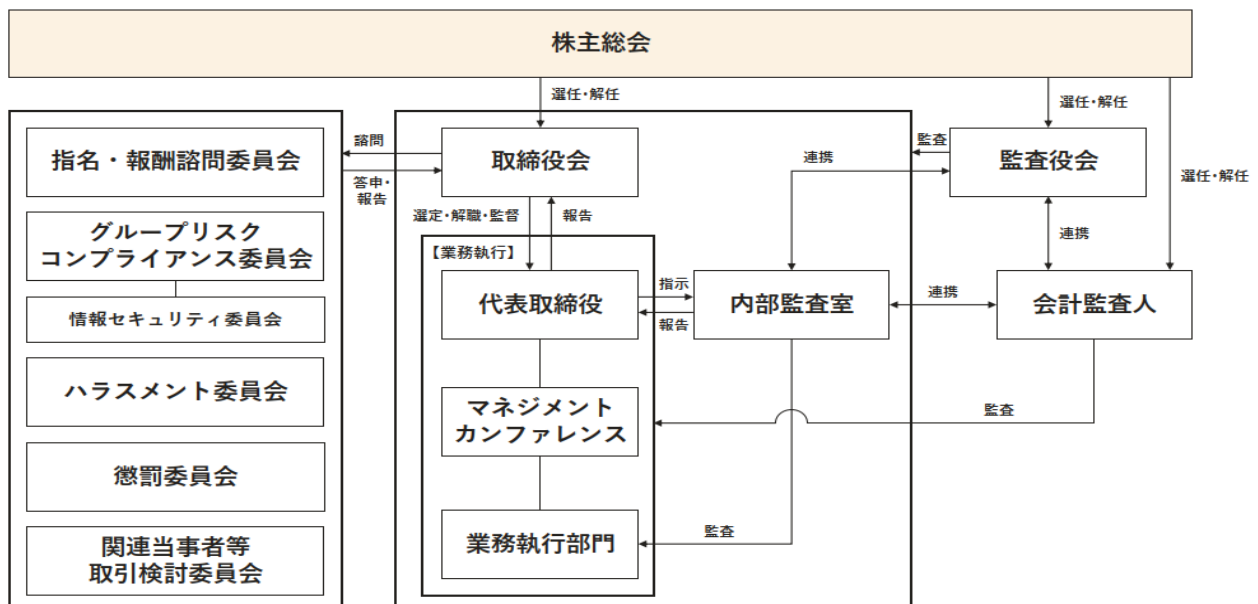 株主総会
選任・解任
選任・解任
選任・解任
指名・報酬諮問委員会
諮問
答申・
報告
取締役会
連携
監査
監査役会
グループリスク
コンプライアンス委員会
選定・解職・監督
報告
連携
【業務執行】
情報セキュリティ委員会
代表取締役
指示
報告
内部監査室
連携
会計監査人
ハラスメント委員会
マネジメント
カンファレンス
監査
懲罰委員会
業務執行部門
監査
関連当事者等
取引検討委員会